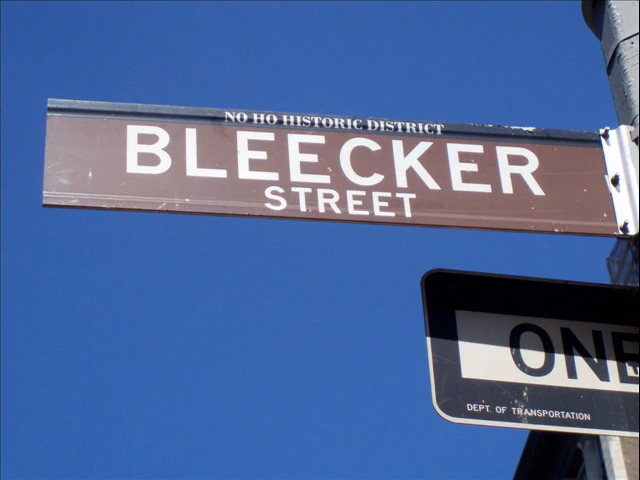 NO HO HISTORIC DISTRICT
BLEECKER
STREET
ONE
DEPT. OF TRANSPORTATION